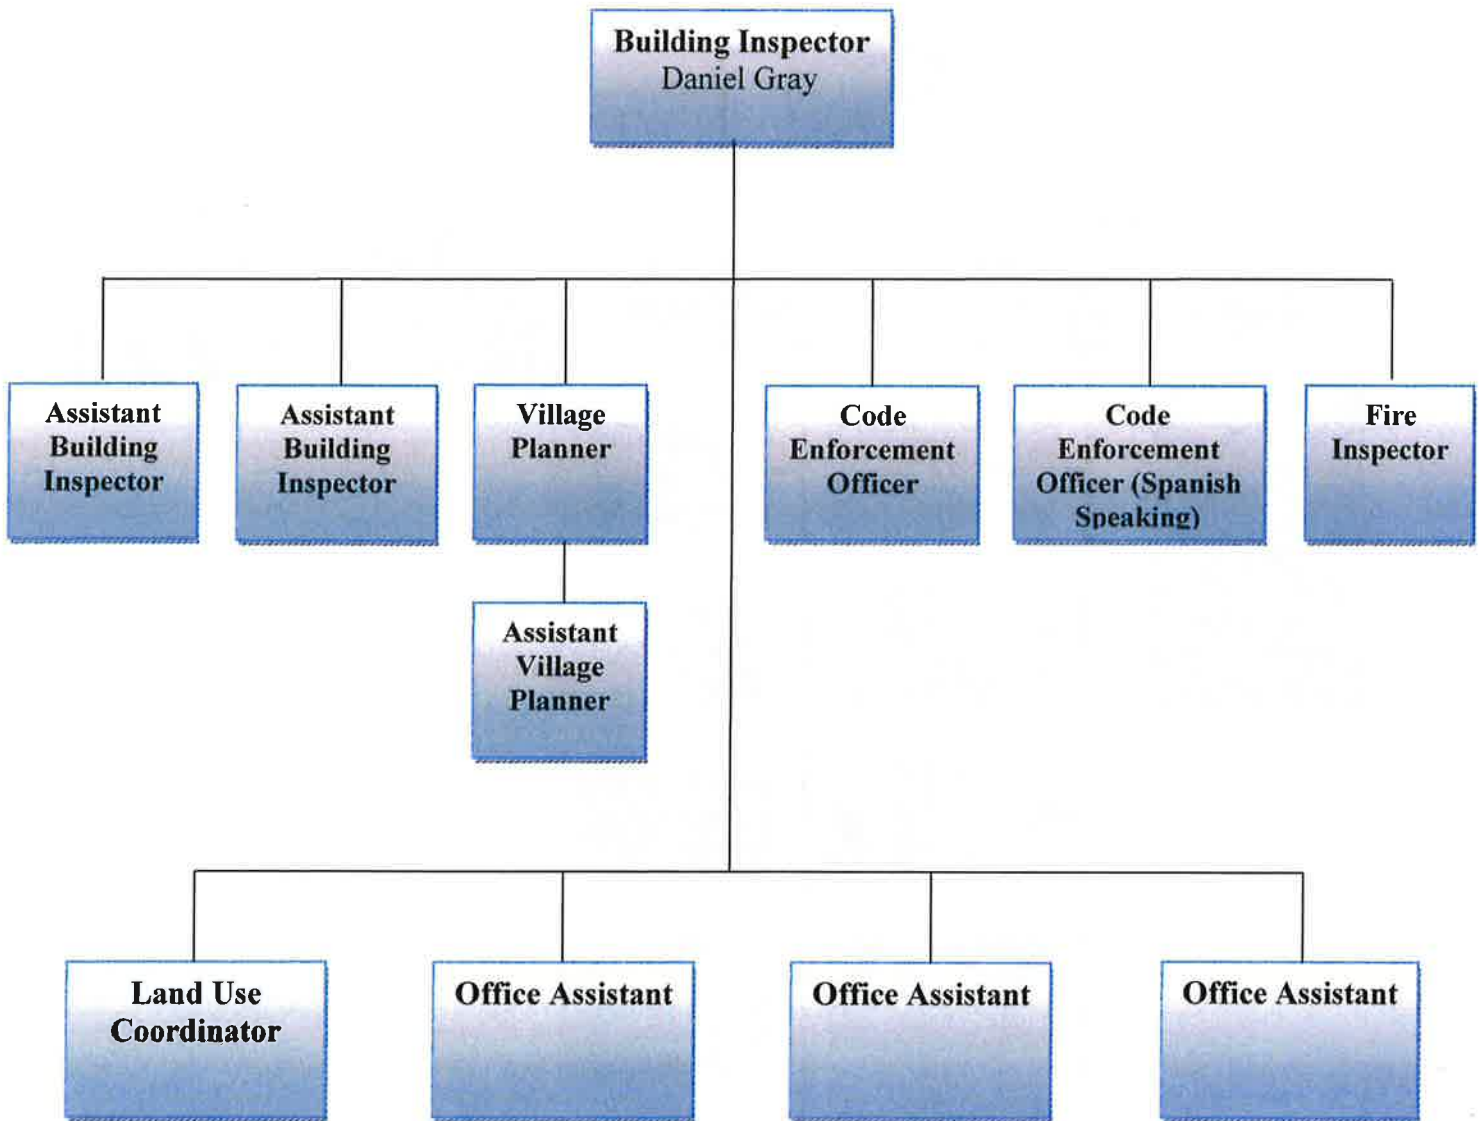 Building Inspector
Daniel Gray
Assistant
Building
Inspector
Assistant
Building
Inspector
Village
Planner
Code
Enforcement
Officer
Code
Enforcement
Officer (Spanish
Speaking)
Fire
Inspector
Assistant
Village
Planner
Land Use
Coordinator
Office Assistant
Office Assistant
Office Assistant